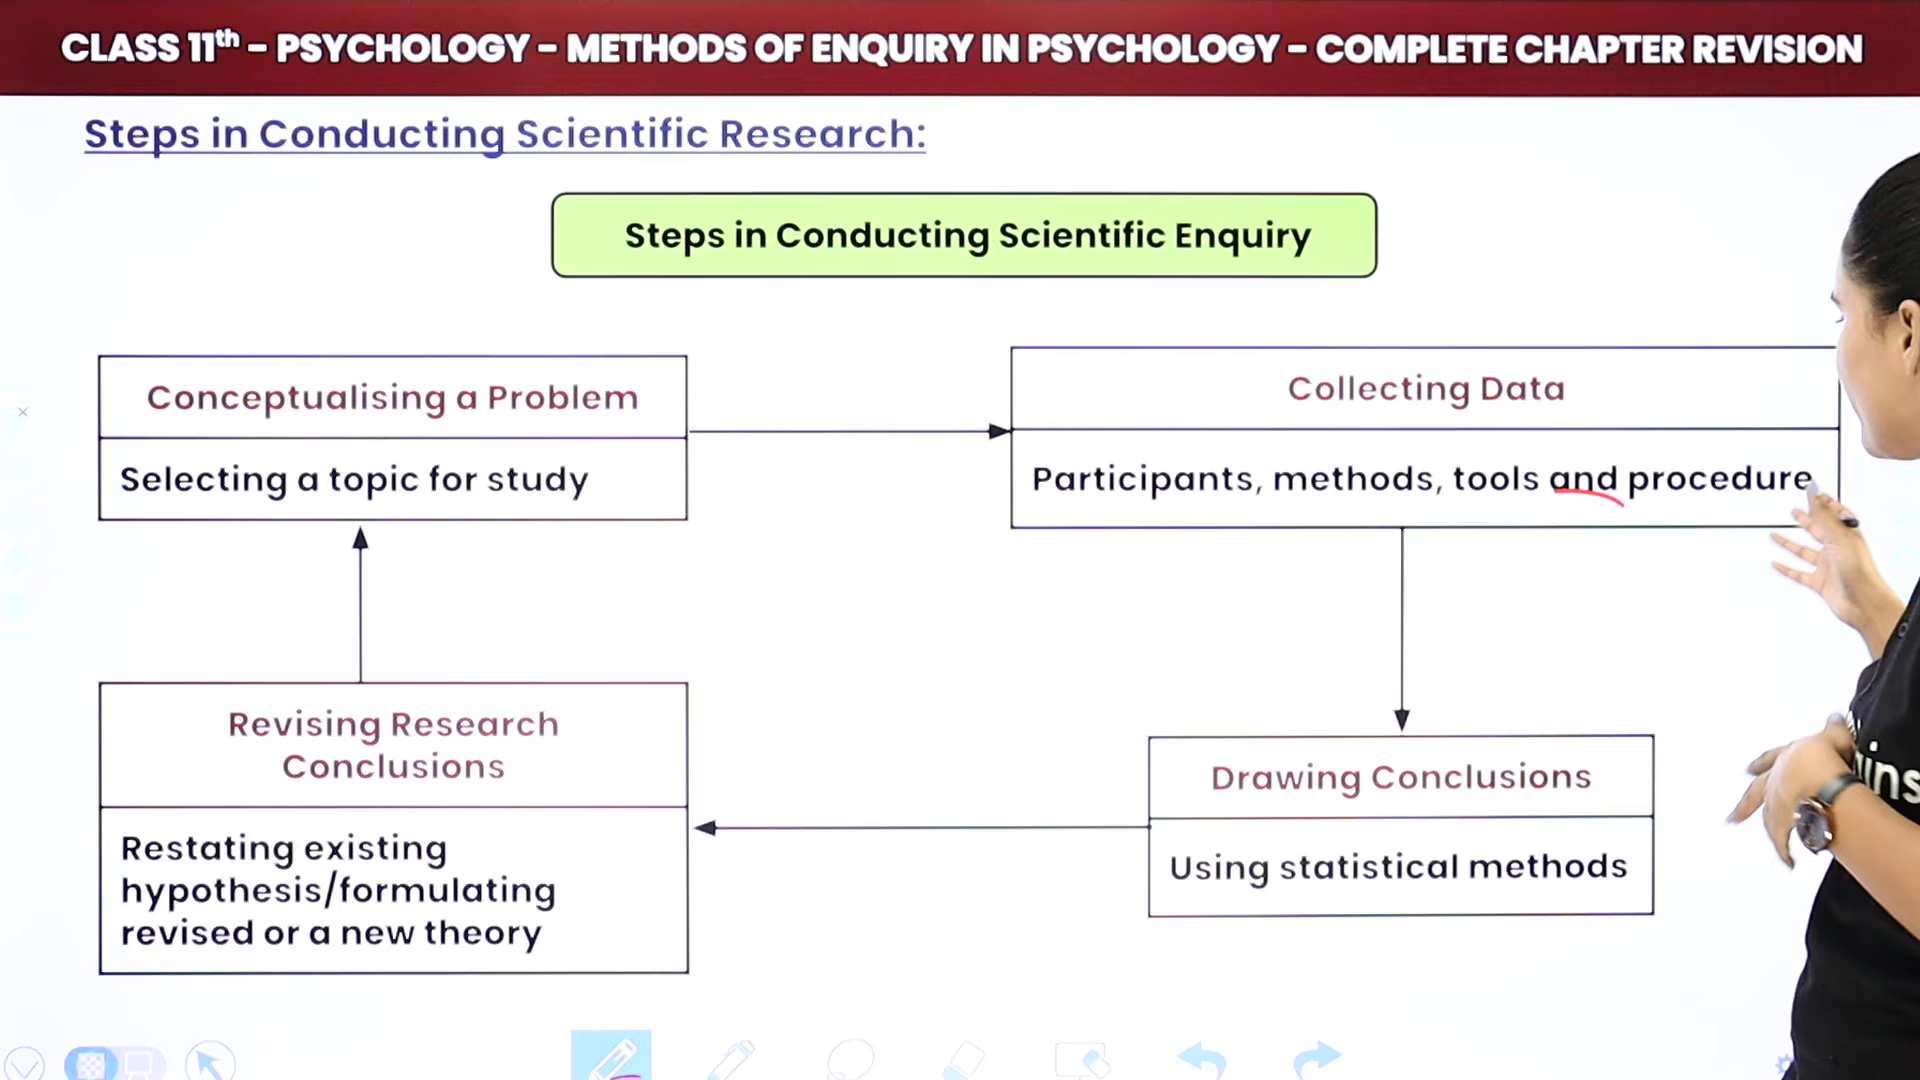 CLASS 11th – PSYCHOLOGY – METHODS OF ENQUIRY IN PSYCHOLOGY – COMPLETE CHAPTER REVISION
Steps in Conducting Scientific Research:
Steps in Conducting Scientific Enquiry
Conceptualising a Problem
Selecting a topic for study
Collecting Data
Participants, methods, tools and procedure
Revising Research
Conclusions
Restating existing
hypothesis/formulating
revised or a new theory
Drawing Conclusions
Using statistical methods